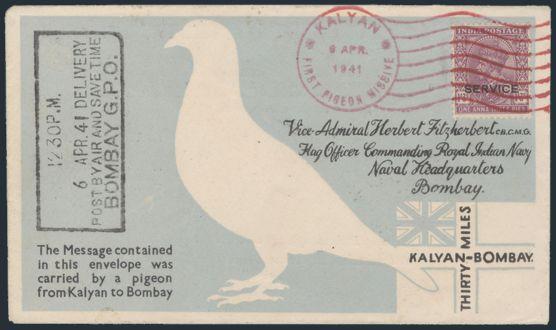 12 30 P.M.
6 APR. 41 DELIVERY
POST BY AIR AND SAVE TIME
BOMBAY G.P.O.
KALYAN
6 APR.
1941
FIRST PIGEON MISSIVE
INDIA POSTAGE
SERVICE
ONE ANNA THREE PIES
Vice-Admiral Herbert Fitzherbert C.B, C.M.G.
Flag Officer Commanding Royal Indian Navy
Naval Headquarters
Bombay.
The Message contained
in this envelope was
carried by a pigeon
from Kalyan to Bombay
KALYAN-BOMBAY.
THIRTY MILES